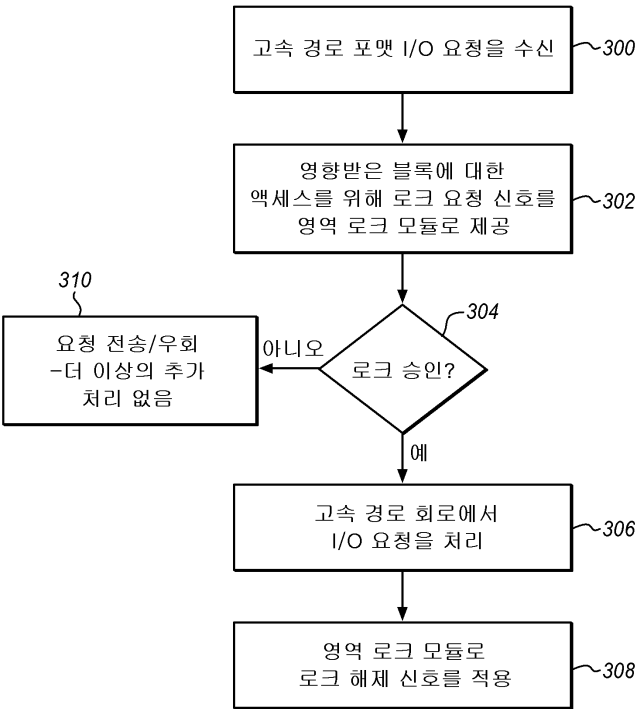 고속 경로 포맷 I/O 요청을 수신
300
영향받은 블록에 대한
액세스를 위해 로크 요청 신호를
영역 로크 모듈로 제공
302
310
304
요청 전송/우회
-더 이상의 추가
처리 없음
아니오
로크 승인?
예
고속 경로 회로에서
I/O 요청을 처리
306
영역 로크 모듈로
로크 해제 신호를 적용
308